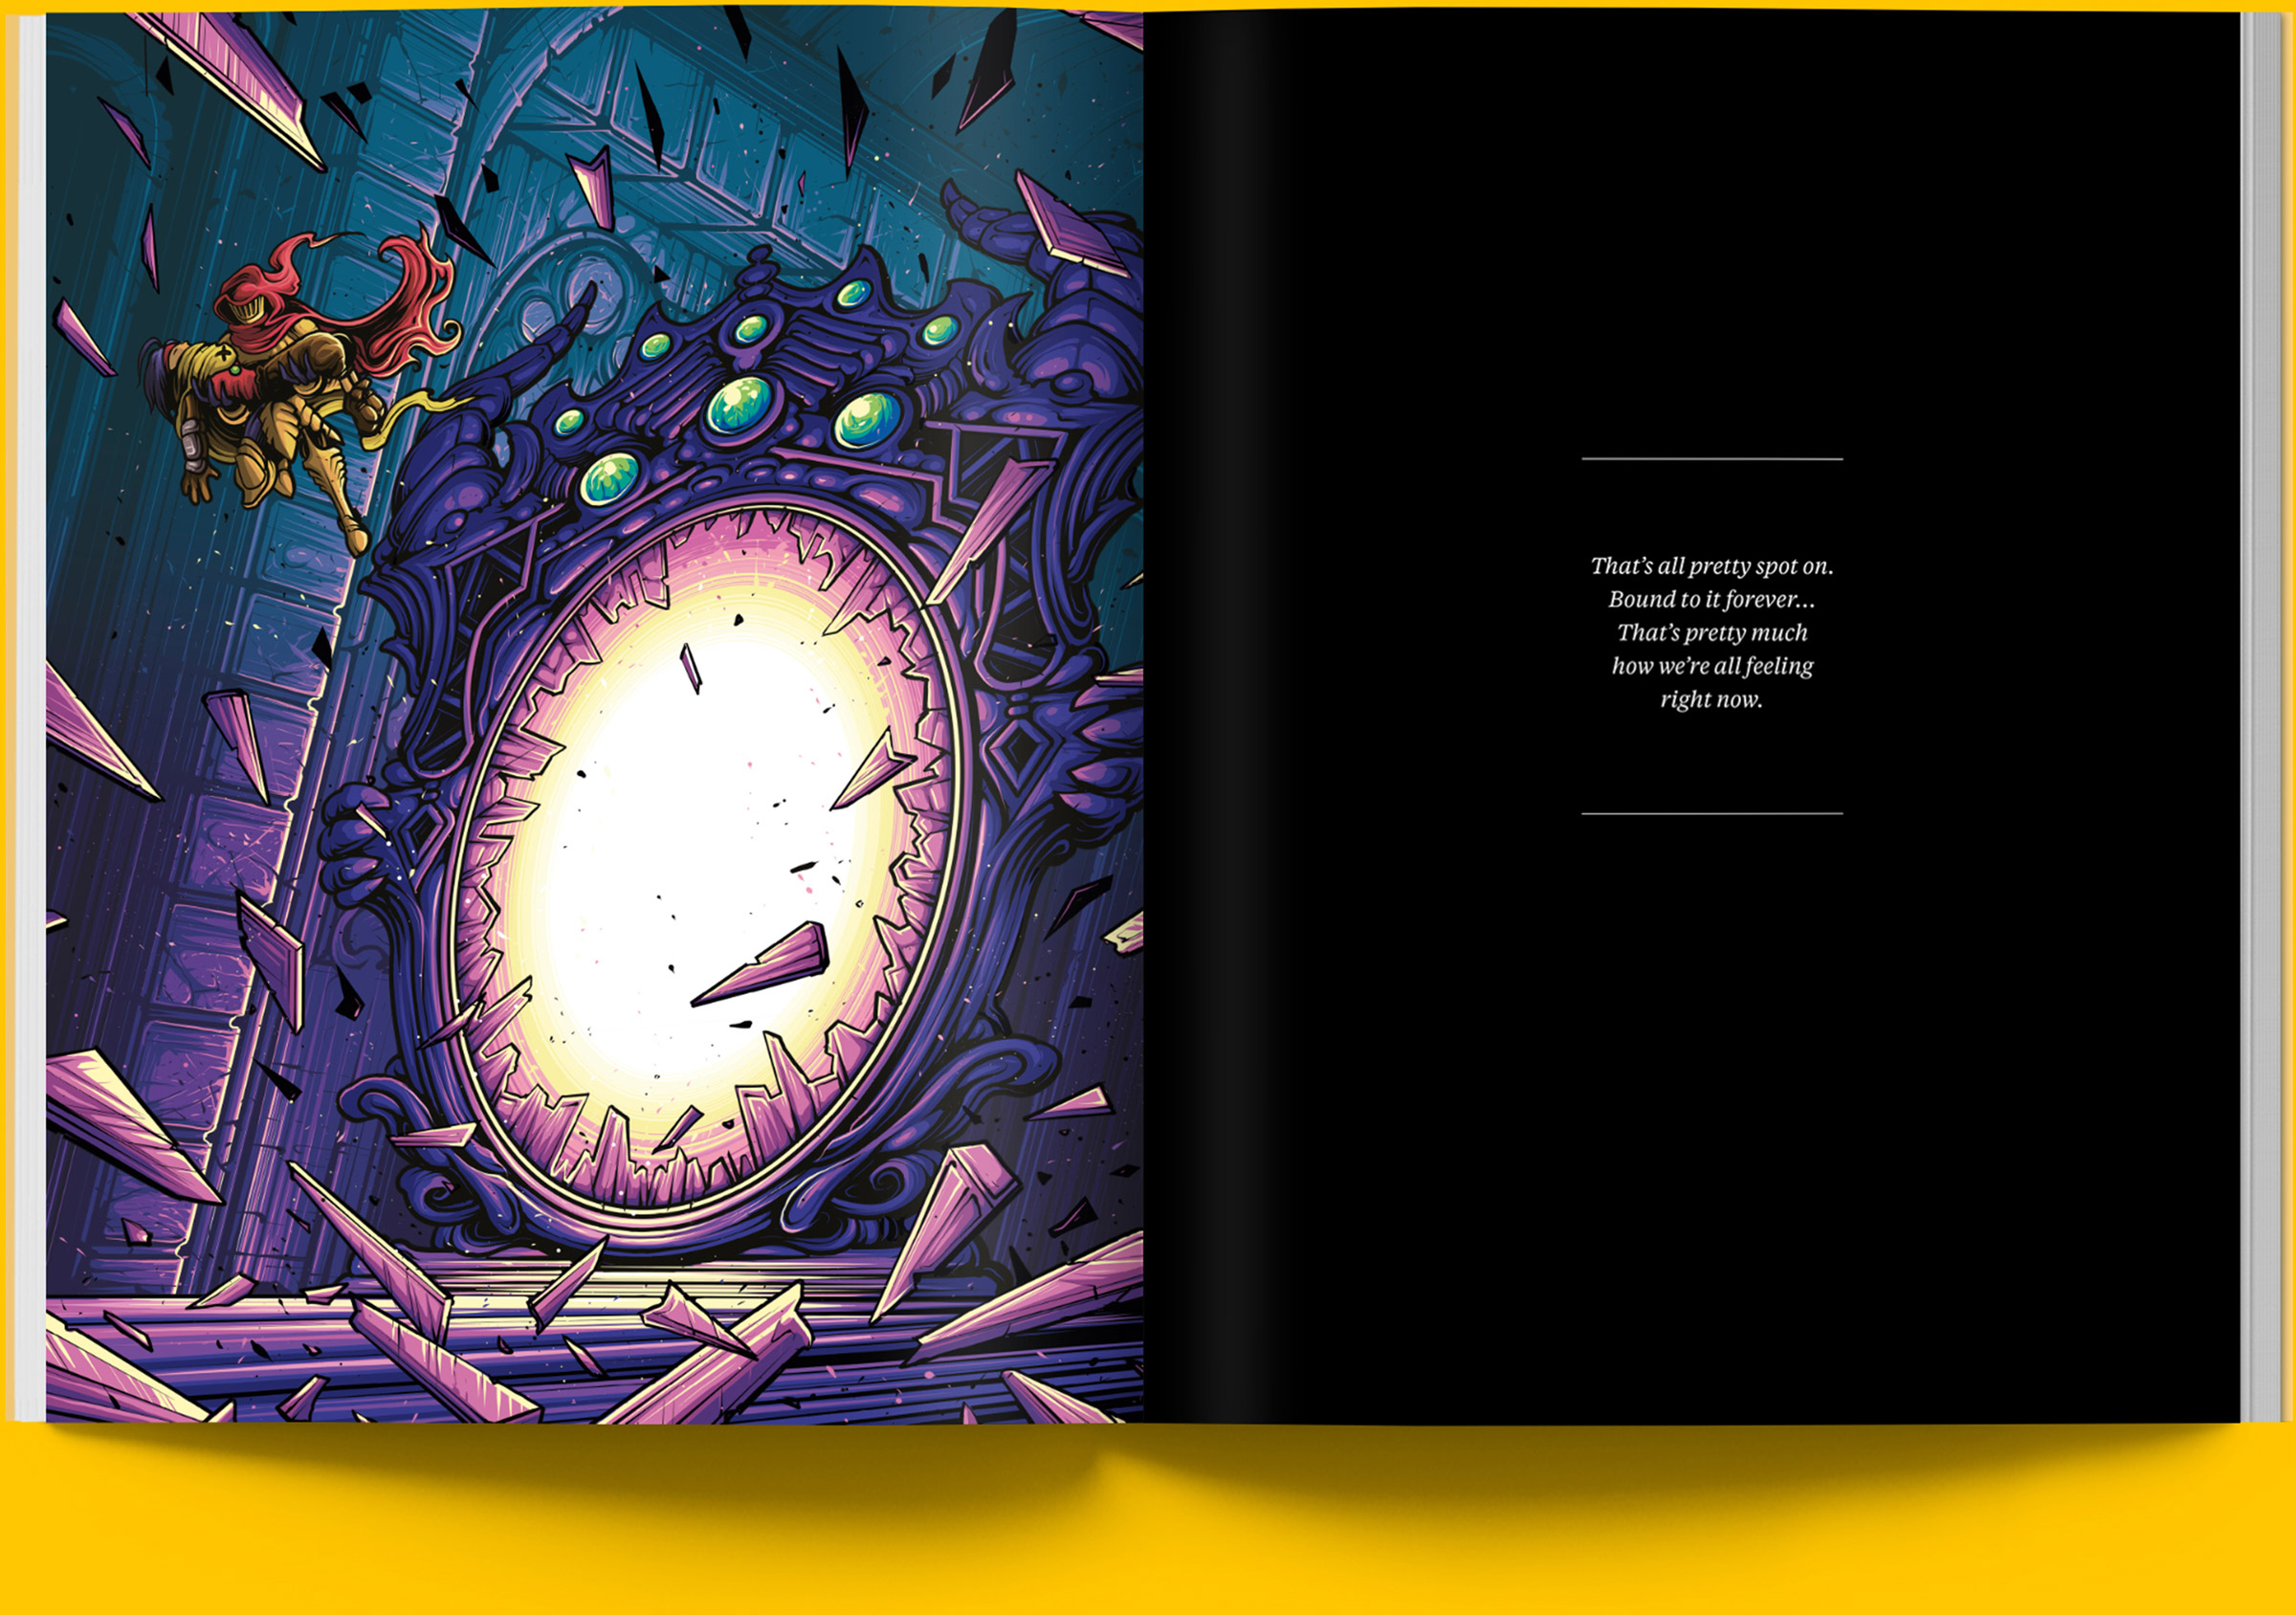 That’s all pretty spot on.
Bound to it forever...
That’s pretty much
how we’re all feeling
right now.